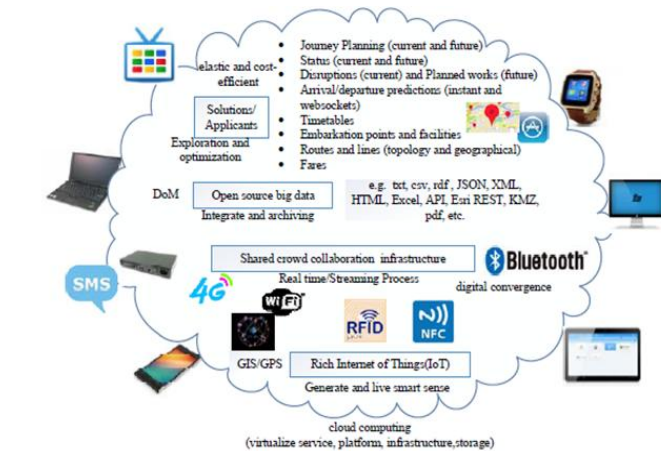 elastic and cost-
efficient
• Journey Planning (current and future)
• Status (current and future)
• Disruptions (current) and Planned works (future)
• Arrival/departure predictions (instant and
websockets)
• Timetables
• Embarkation points and facilities
• Routes and lines (topology and geographical)
• Fares
Solutions/
Applicants
Exploration and
optimization
DoM
Open source big data
Integrate and archiving
e.g. txt, csv, rdf, JSON, XML,
HTML, Excel, API, Esri REST, KMZ,
pdf, etc.
Shared crowd collaboration infrastructure
Real time/Streaming Process
Bluetooth
digital convergence
SMS
4G
WiFi
RFID
NFC
GIS/GPS
Rich Internet of Things(IoT)
Generate and live smart sense
cloud computing
(virtualize service, platform, infrastructure,storage)